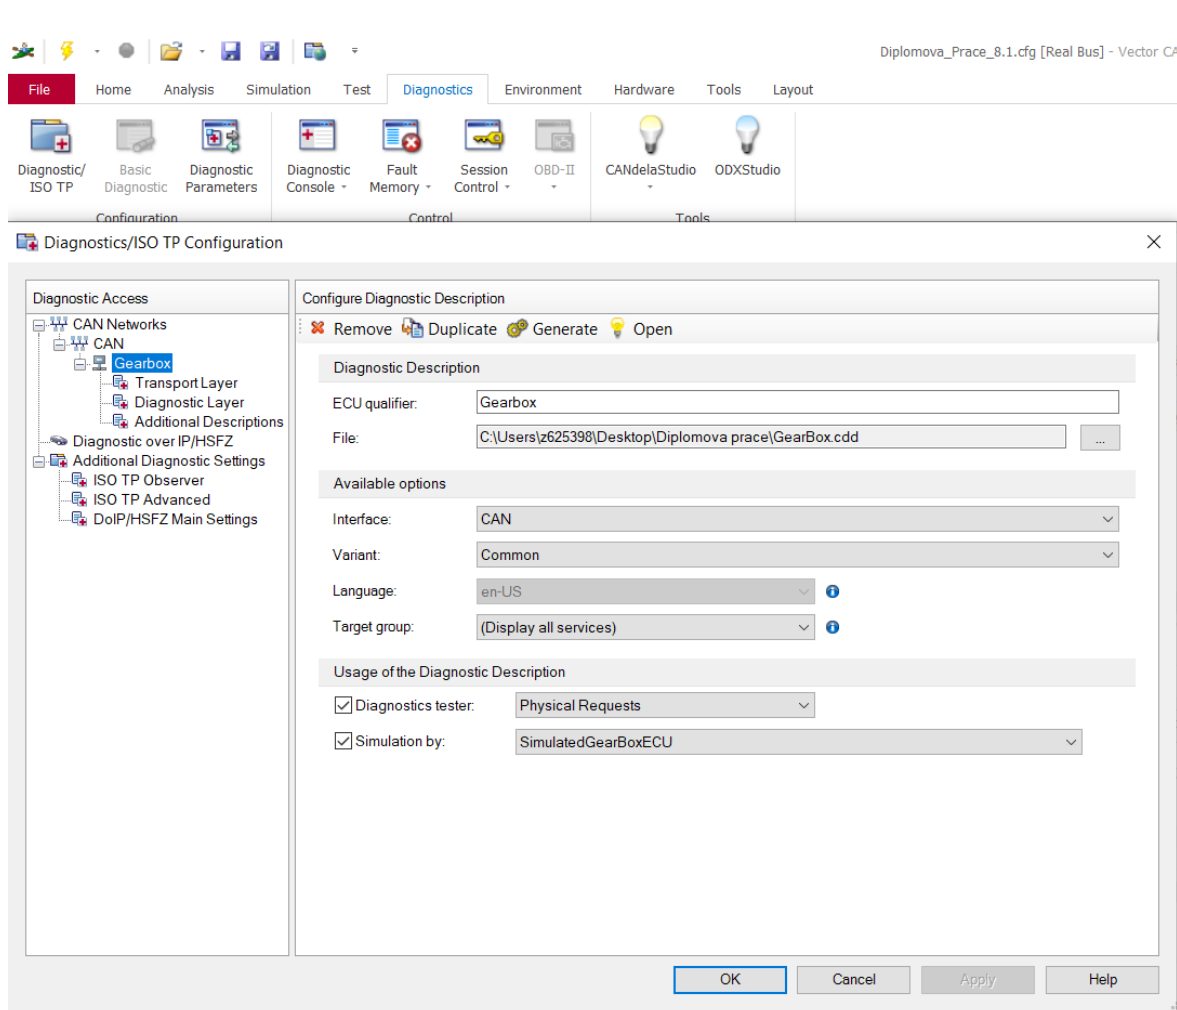 Diplomova_Prace_8.1.cfg [Real Bus] - Vector CA
File Home Analysis Simulation Test Diagnostics Environment Hardware Tools Layout
Diagnostic/ Basic Diagnostic Diagnostic Fault Session OBD-II CANdelaStudio ODXStudio
ISO TP Diagnostic Parameters Console Memory Control
Configuration Control Tools
Diagnostics/ISO TP Configuration
Diagnostic Access
CAN Networks
CAN
Gearbox
Transport Layer
Diagnostic Layer
Additional Descriptions
Diagnostic over IP/HSFZ
Additional Diagnostic Settings
ISO TP Observer
ISO TP Advanced
DoIP/HSFZ Main Settings
Configure Diagnostic Description
Remove Duplicate Generate Open
Diagnostic Description
ECU qualifier: Gearbox
File: C:\Users\z625398\Desktop\Diplomova prace\GearBox.cdd ...
Available options
Interface: CAN
Variant: Common
Language: en-US
Target group: (Display all services)
Usage of the Diagnostic Description
Diagnostics tester: Physical Requests
Simulation by: SimulatedGearBoxECU
OK Cancel Apply Help